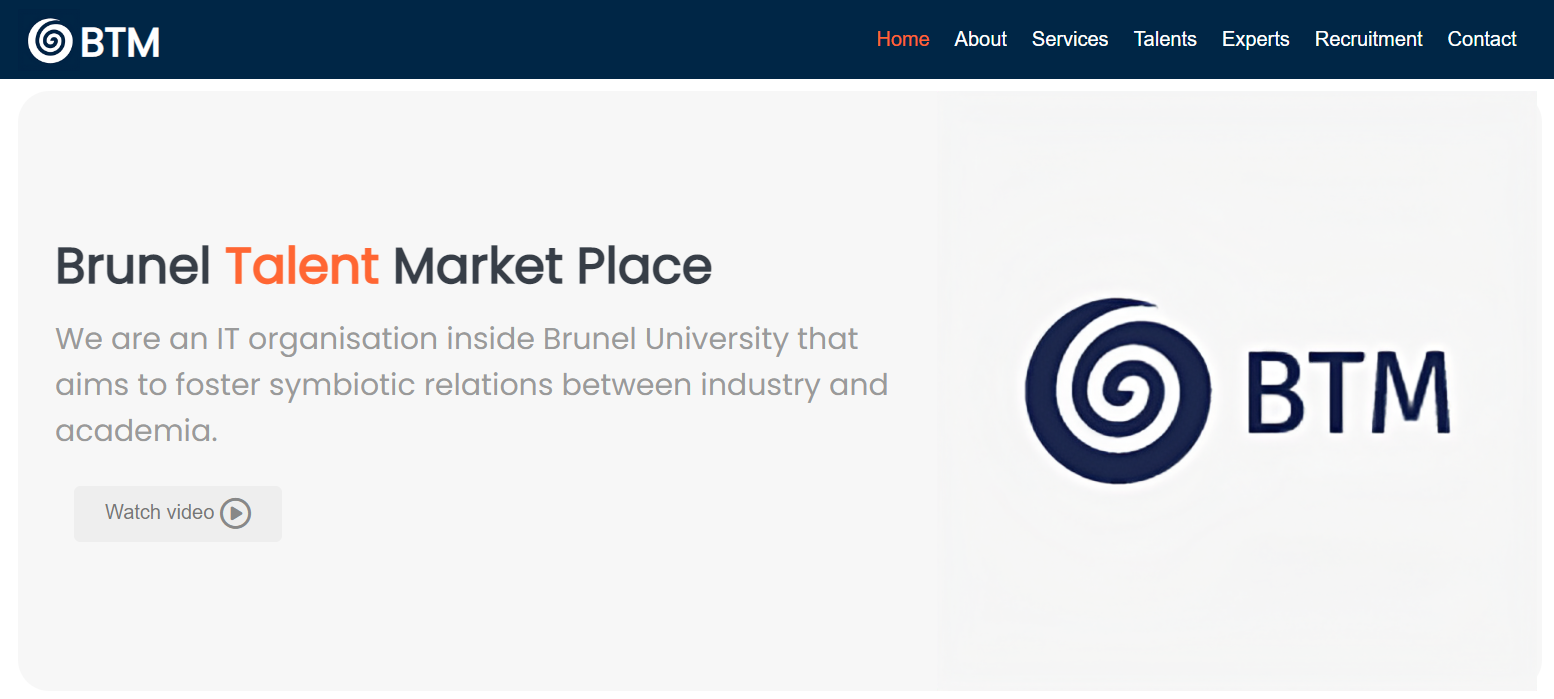 BTM
Home About Services Talents Experts Recruitment Contact
Brunel Talent Market Place
We are an IT organisation inside Brunel University that
aims to foster symbiotic relations between industry and
academia.
Watch video
BTM